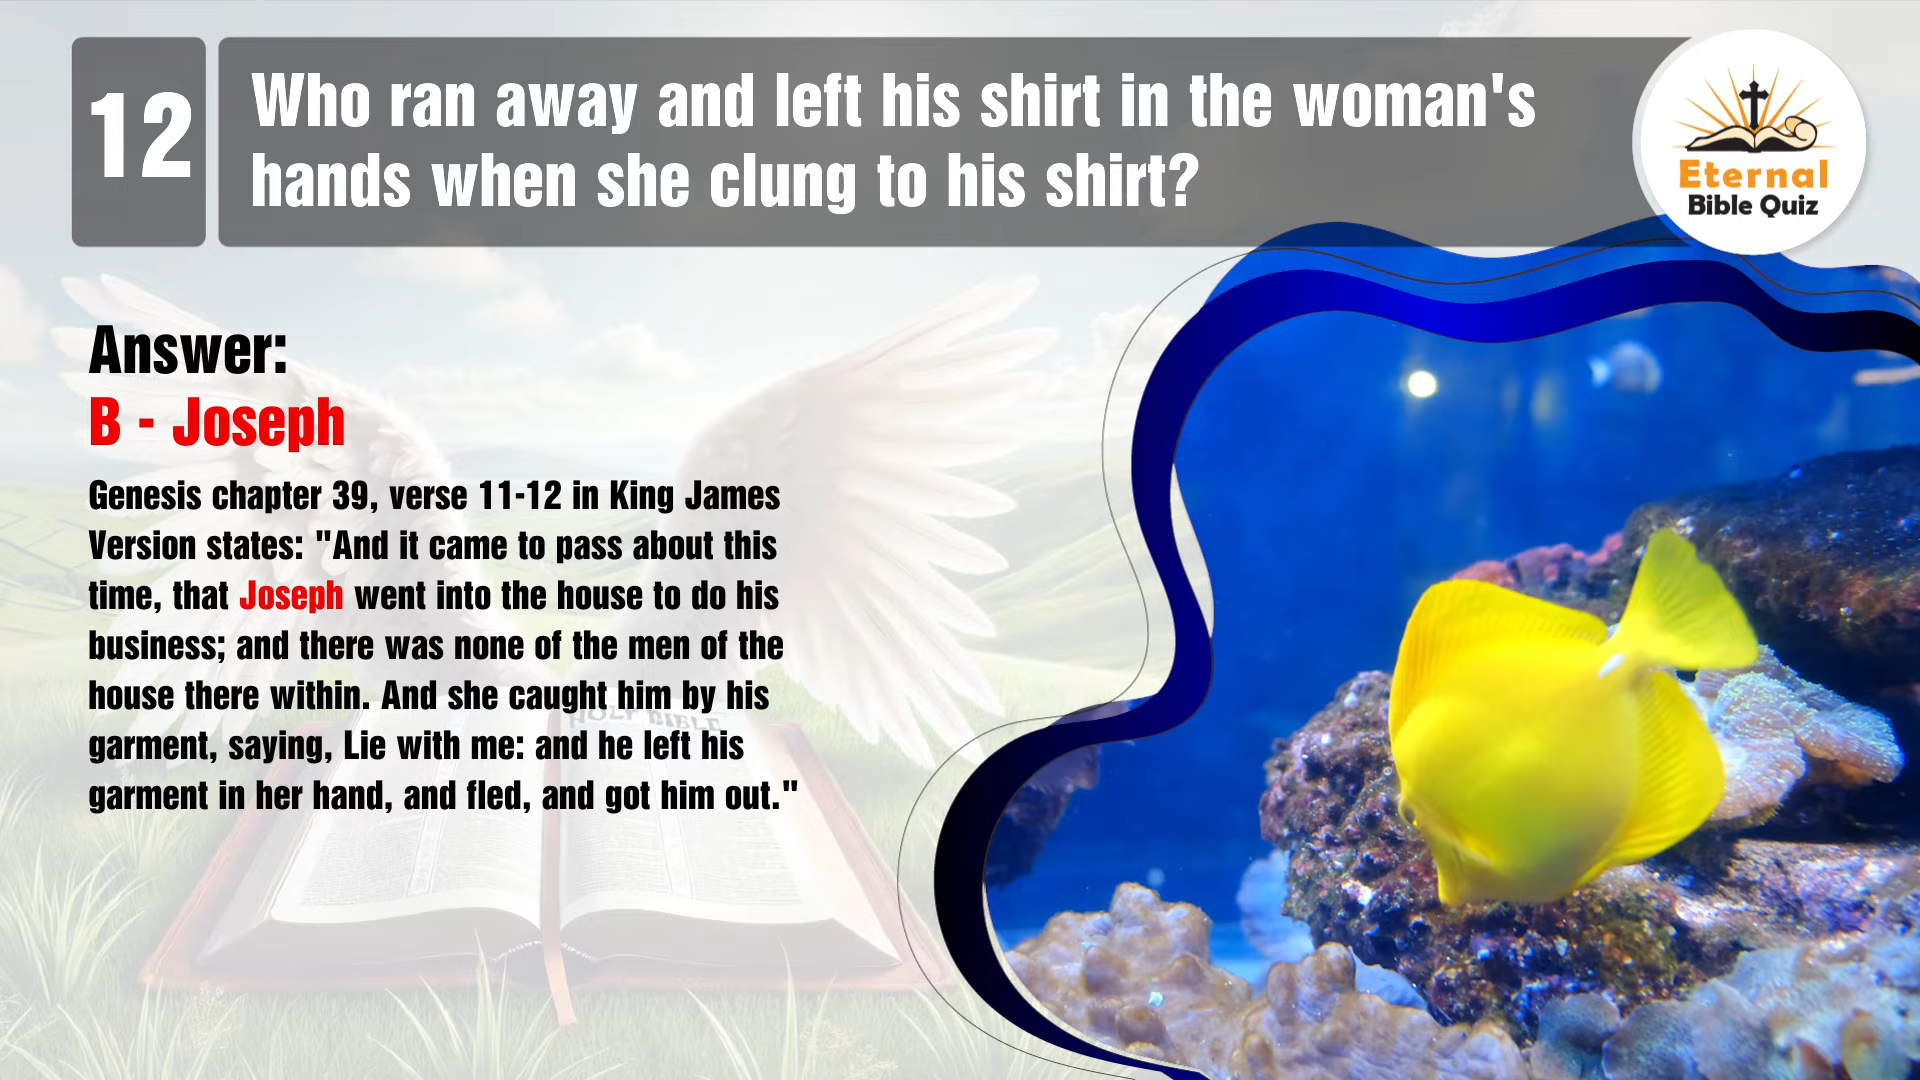 12
Who ran away and left his shirt in the woman's
hands when she clung to his shirt?
Eternal
Bible Quiz
Answer:
B - Joseph
Genesis chapter 39, verse 11-12 in King James
Version states: "And it came to pass about this
time, that Joseph went into the house to do his
business; and there was none of the men of the
house there within. And she caught him by his
garment, saying, Lie with me: and he left his
garment in her hand, and fled, and got him out."
HOLY BIBLE